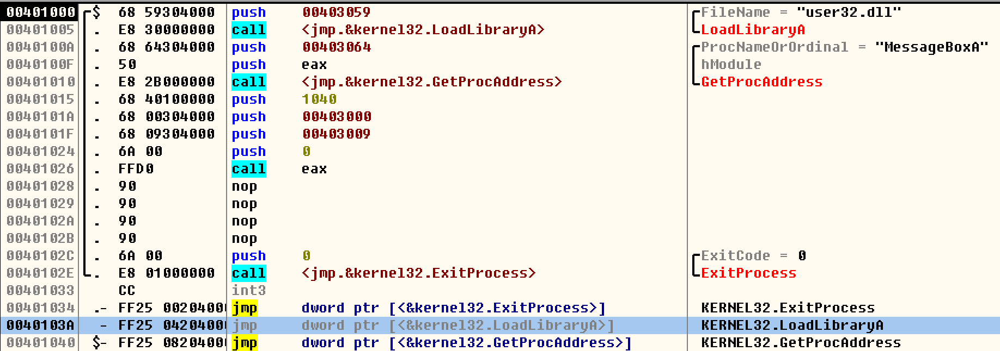 00401000 $ 68 59304000 push 00403059 FileName = "user32.dll"
00401005 . E8 30000000 call <jmp.&kernel32.LoadLibraryA> LoadLibraryA
0040100A . 68 64304000 push 00403064 ProcNameOrOrdinal = "MessageBoxA"
0040100F . 50 push eax hModule
00401010 . E8 2B000000 call <jmp.&kernel32.GetProcAddress> GetProcAddress
00401015 . 68 40100000 push 1040
0040101A . 68 00304000 push 00403000
0040101F . 68 09304000 push 00403009
00401024 . 6A 00 push 0
00401026 . FFD0 call eax
00401028 . 90 nop
00401029 . 90 nop
0040102A . 90 nop
0040102B . 90 nop
0040102C . 6A 00 push 0 ExitCode = 0
0040102E . E8 01000000 call <jmp.&kernel32.ExitProcess> ExitProcess
00401033 CC int3
00401034 .- FF25 00204000 jmp dword ptr [<&kernel32.ExitProcess>] KERNEL32.ExitProcess
0040103A - FF25 04204000 jmp dword ptr [<&kernel32.LoadLibraryA>] KERNEL32.LoadLibraryA
00401040 $- FF25 08204000 jmp dword ptr [<&kernel32.GetProcAddress>] KERNEL32.GetProcAddress